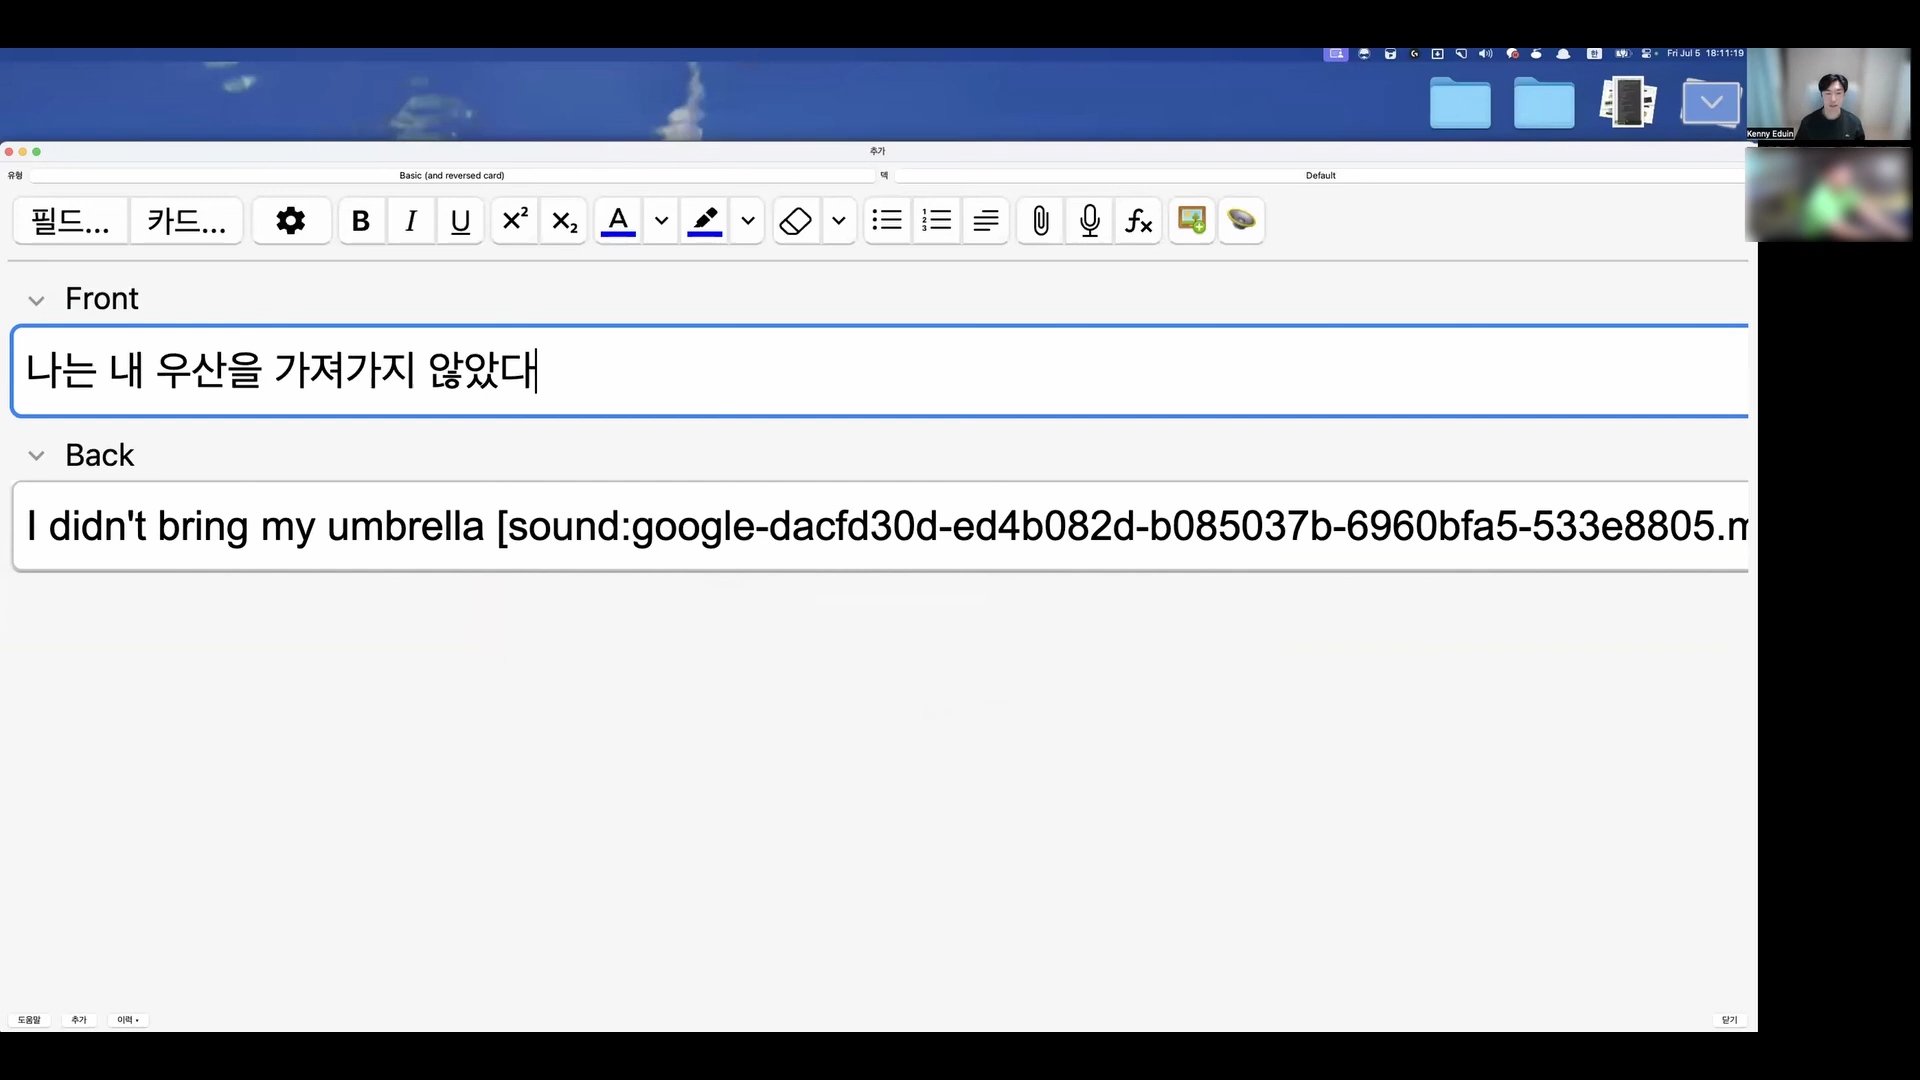 Fri Jul 5 18:11:19
Kenny Eduin
추가
유형
Basic (and reversed card)
덱
Default
필드...
카드...
B
I
U
Front
나는 내 우산을 가져가지 않았다
Back
I didn't bring my umbrella [sound:google-dacfd30d-ed4b082d-b085037b-6960bfa5-533e8805.m
도움말
추가
이력
닫기